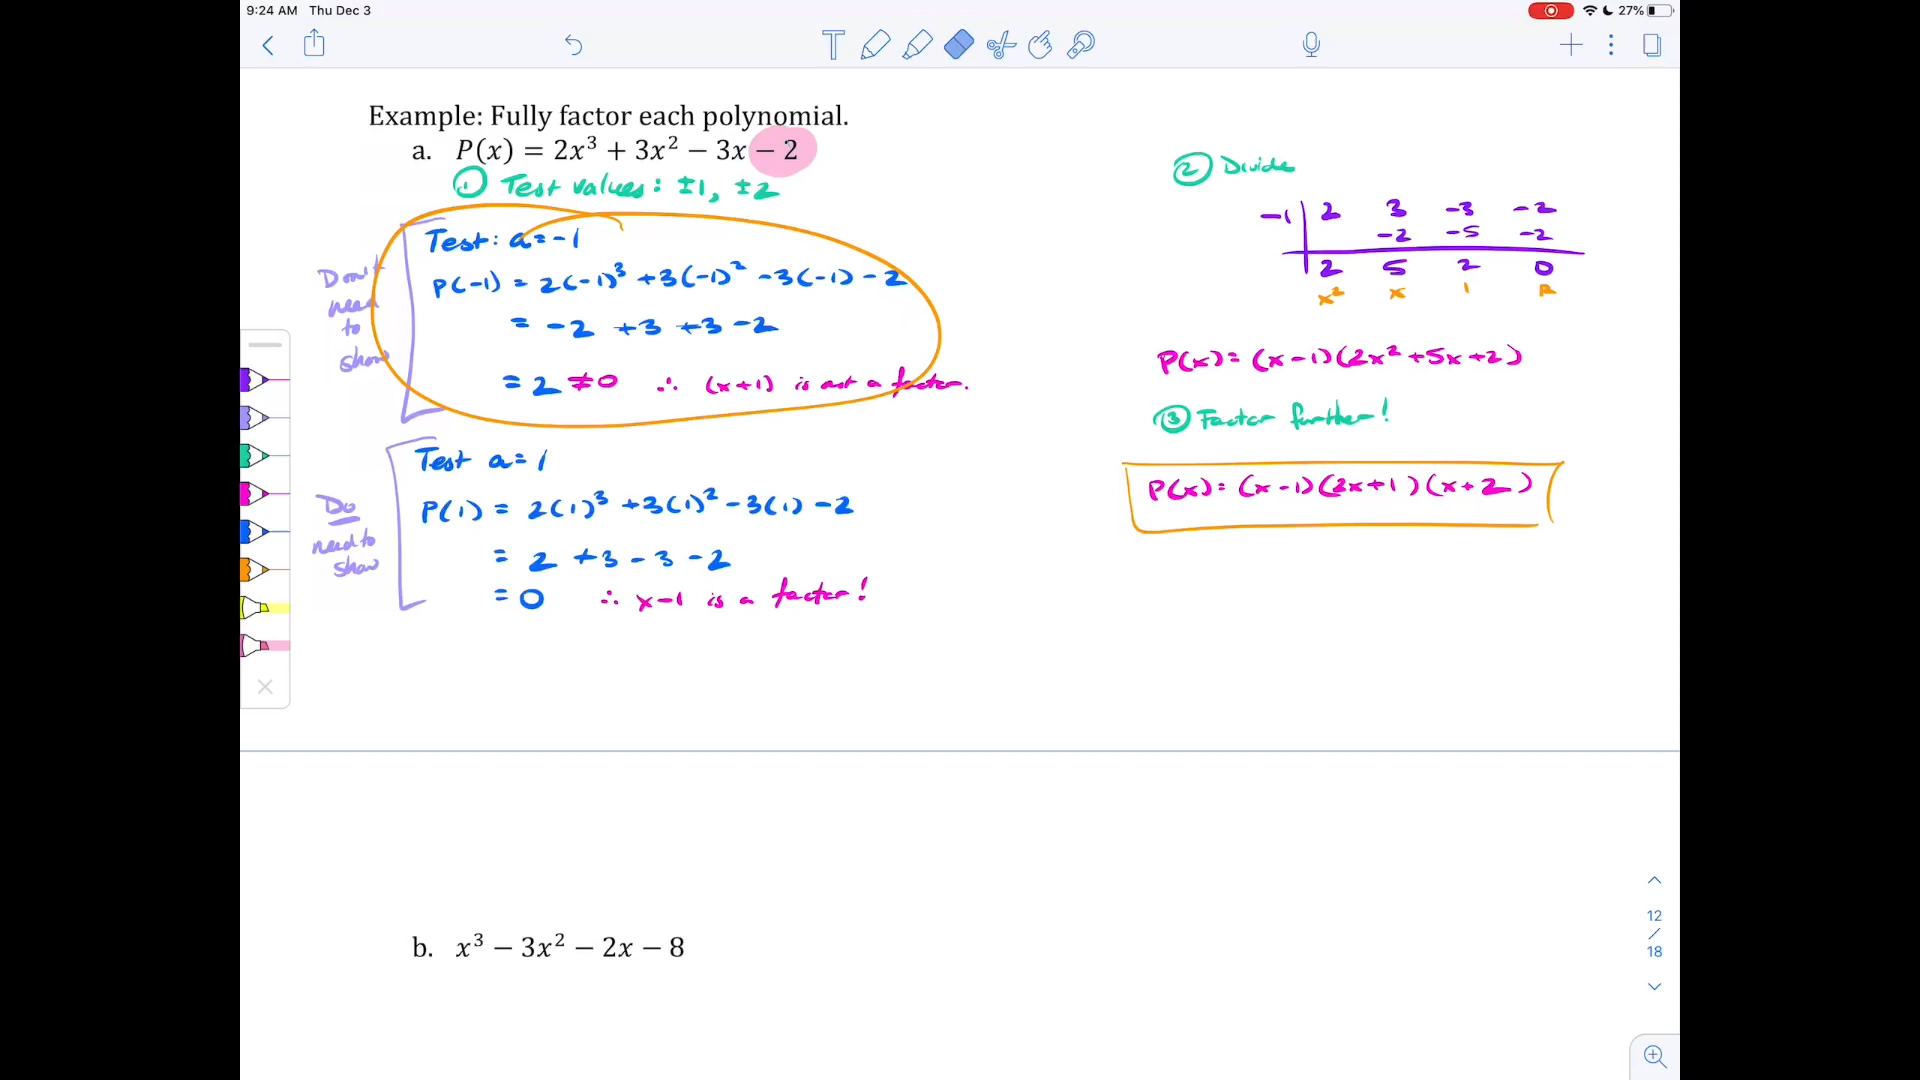 9:24 AM Thu Dec 3
27%
Example: Fully factor each polynomial.
a. P(x) = 2x³ + 3x² − 3x − 2
① Test values: ±1, ±2
Don't need to show
Test: a=-1
P(-1) = 2(-1)³ +3(-1)² -3(-1) -2
= -2 +3 +3 -2
= 2 ≠0 ∴ (x+1) is not a factor.
Do need to show
Test a=1
P(1) = 2(1)³ +3(1)² -3(1) -2
= 2 +3 -3 -2
= 0 ∴ x-1 is a factor!
② Divide
-1 | 2 3 -3 -2
-2 -5 -2
2 5 2 0
x² x 1 R
P(x)= (x-1)(2x²+5x+2)
③ Factor further!
P(x)= (x-1)(2x+1)(x+2)
b. x³ − 3x² − 2x − 8
12
/
18